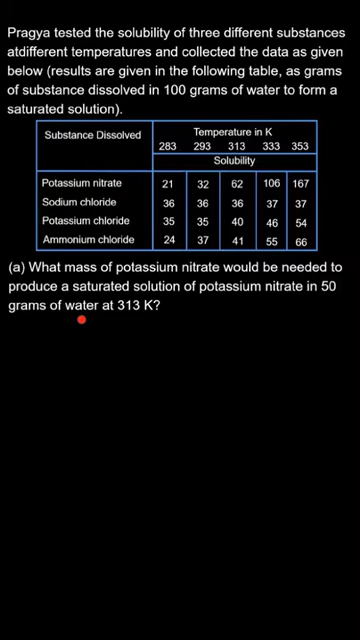 Pragya tested the solubility of three different substances
atdifferent temperatures and collected the data as given
below (results are given in the following table, as grams
of substance dissolved in 100 grams of water to form a
saturated solution).
Substance Dissolved Temperature in K
283 293 313 333 353
Solubility
Potassium nitrate 21 32 62 106 167
Sodium chloride 36 36 36 37 37
Potassium chloride 35 35 40 46 54
Ammonium chloride 24 37 41 55 66
(a) What mass of potassium nitrate would be needed to
produce a saturated solution of potassium nitrate in 50
grams of water at 313 K?